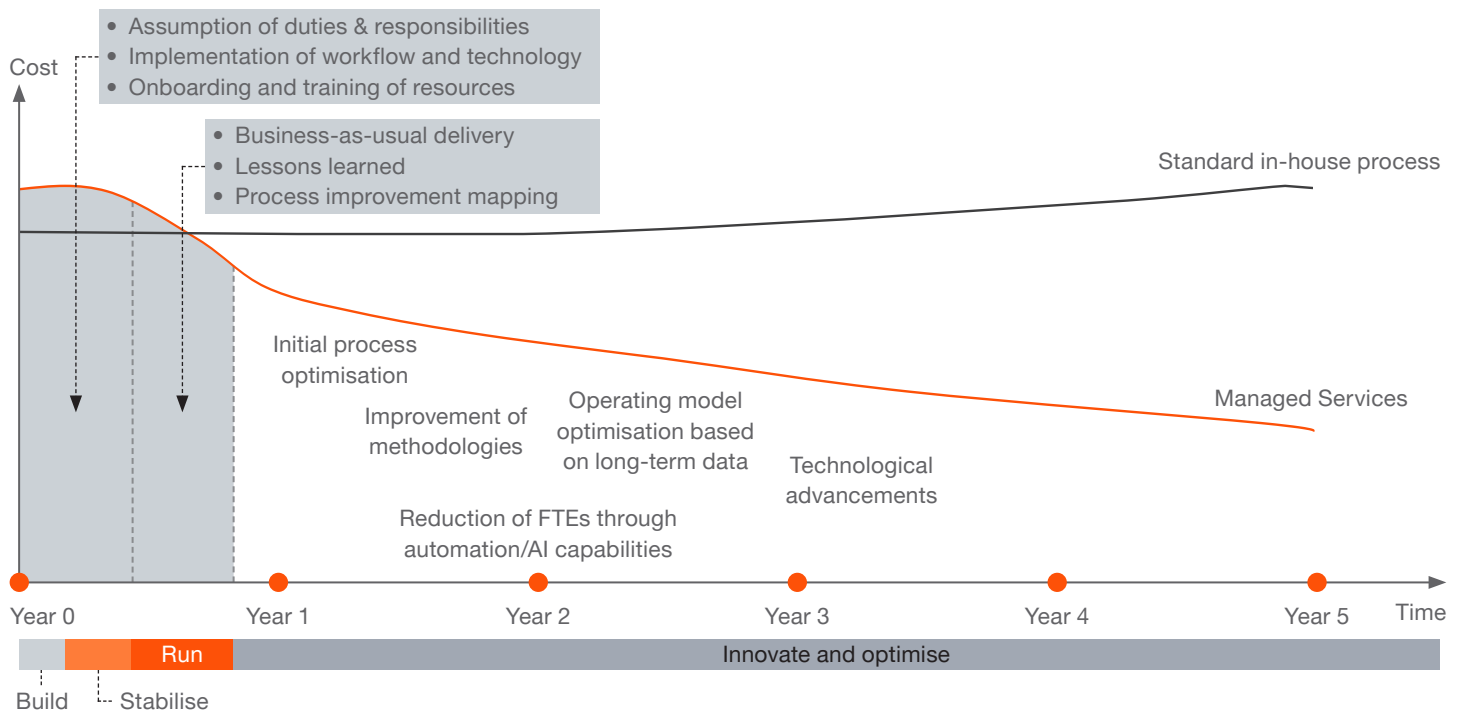 • Assumption of duties & responsibilities
• Implementation of workflow and technology
• Onboarding and training of resources
Cost
• Business-as-usual delivery
• Lessons learned
• Process improvement mapping
Standard in-house process
Initial process
optimisation
Improvement of
methodologies
Operating model
optimisation based
on long-term data
Managed Services
Technological
advancements
Reduction of FTEs through
automation/AI capabilities
Year 0
Year 1
Year 2
Year 3
Year 4
Year 5
Time
Run
Innovate and optimise
Build
Stabilise